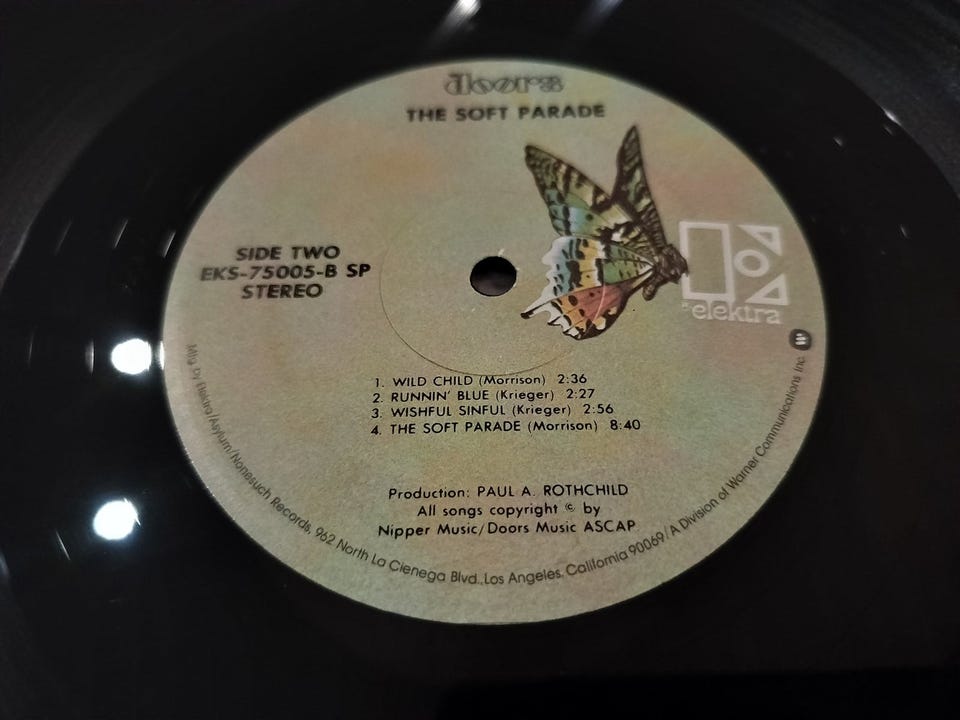 the doors
THE SOFT PARADE
SIDE TWO
EKS-75005-B SP
STEREO
elektra
1. WILD CHILD (Morrison) 2:36
2. RUNNIN' BLUE (Krieger) 2:27
3. WISHFUL SINFUL (Krieger) 2:56
4. THE SOFT PARADE (Morrison) 8:40
Production: PAUL A. ROTHCHILD
All songs copyright © by
Nipper Music/Doors Music ASCAP
Mfg by Elektra/Asylum/Nonesuch Records, 962 North La Cienega Blvd., Los Angeles, California 90069/A Division of Warner Communications Inc.